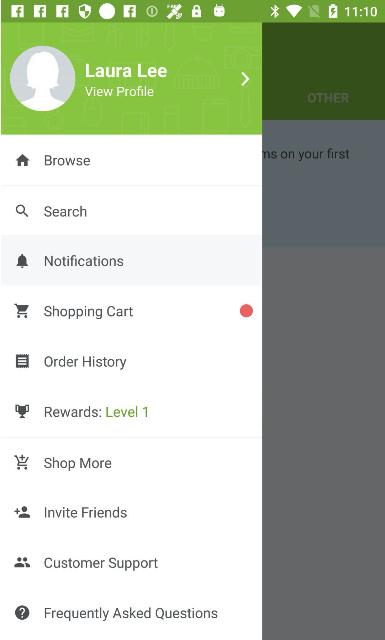 11:10
Laura Lee
View Profile
OTHER
ms on your first
Browse
Search
Notifications
Shopping Cart
Order History
Rewards: Level 1
Shop More
Invite Friends
Customer Support
Frequently Asked Questions